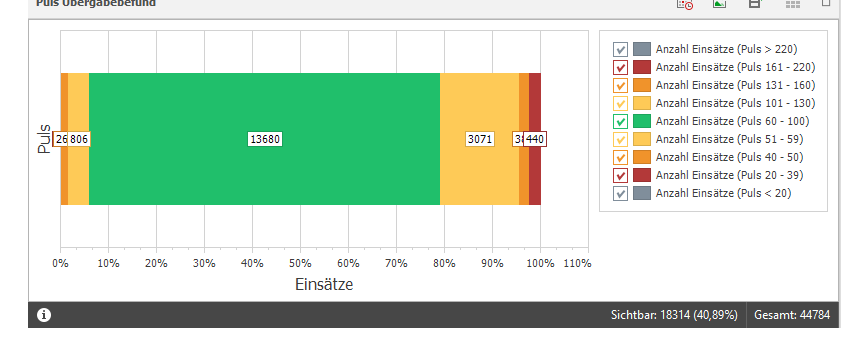 Puls Übergabebefund
Anzahl Einsätze (Puls > 220)
Anzahl Einsätze (Puls 161 - 220)
Anzahl Einsätze (Puls 131 - 160)
Anzahl Einsätze (Puls 101 - 130)
Anzahl Einsätze (Puls 60 - 100)
Anzahl Einsätze (Puls 51 - 59)
Anzahl Einsätze (Puls 40 - 50)
Anzahl Einsätze (Puls 20 - 39)
Anzahl Einsätze (Puls < 20)
Puls
806 13680 3071 440
0% 10% 20% 30% 40% 50% 60% 70% 80% 90% 100% 110%
Einsätze
Sichtbar: 18314 (40,89%) Gesamt: 44784